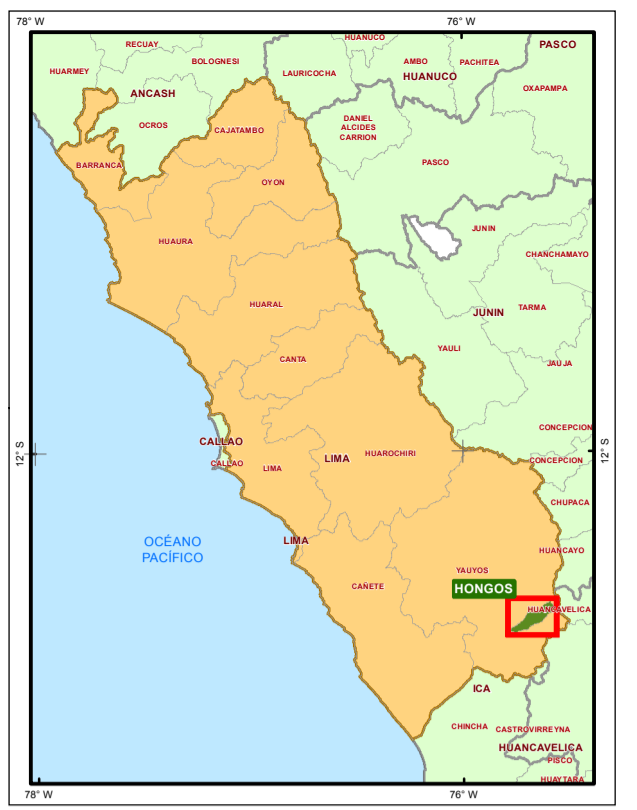 78° W
76° W
HUANUCO
PASCO
RECUAY
BOLOGNESI
AMBO
PACHITEA
HUARMEY
LAURICOCHA
HUANUCO
OXAPAMPA
ANCASH
DANIEL
ALCIDES
CARRION
OCROS
CAJATAMBO
PASCO
BARRANCA
OYON
HUAURA
JUNIN
CHANCHAMAYO
HUARAL
JUNIN
TARMA
YAULI
CANTA
JAUJA
CONCEPCION
12° S
CALLAO
12° S
HUAROCHIRI
LIMA
CONCEPCION
CALLAO
LIMA
CHUPACA
OCÉANO
PACÍFICO
LIMA
HUANCAYO
YAUYOS
CAÑETE
HONGOS
HUANCAVELICA
ICA
CHINCHA
CASTROVIRREYNA
HUANCAVELICA
PISCO
HUAYTARA
78° W
76° W